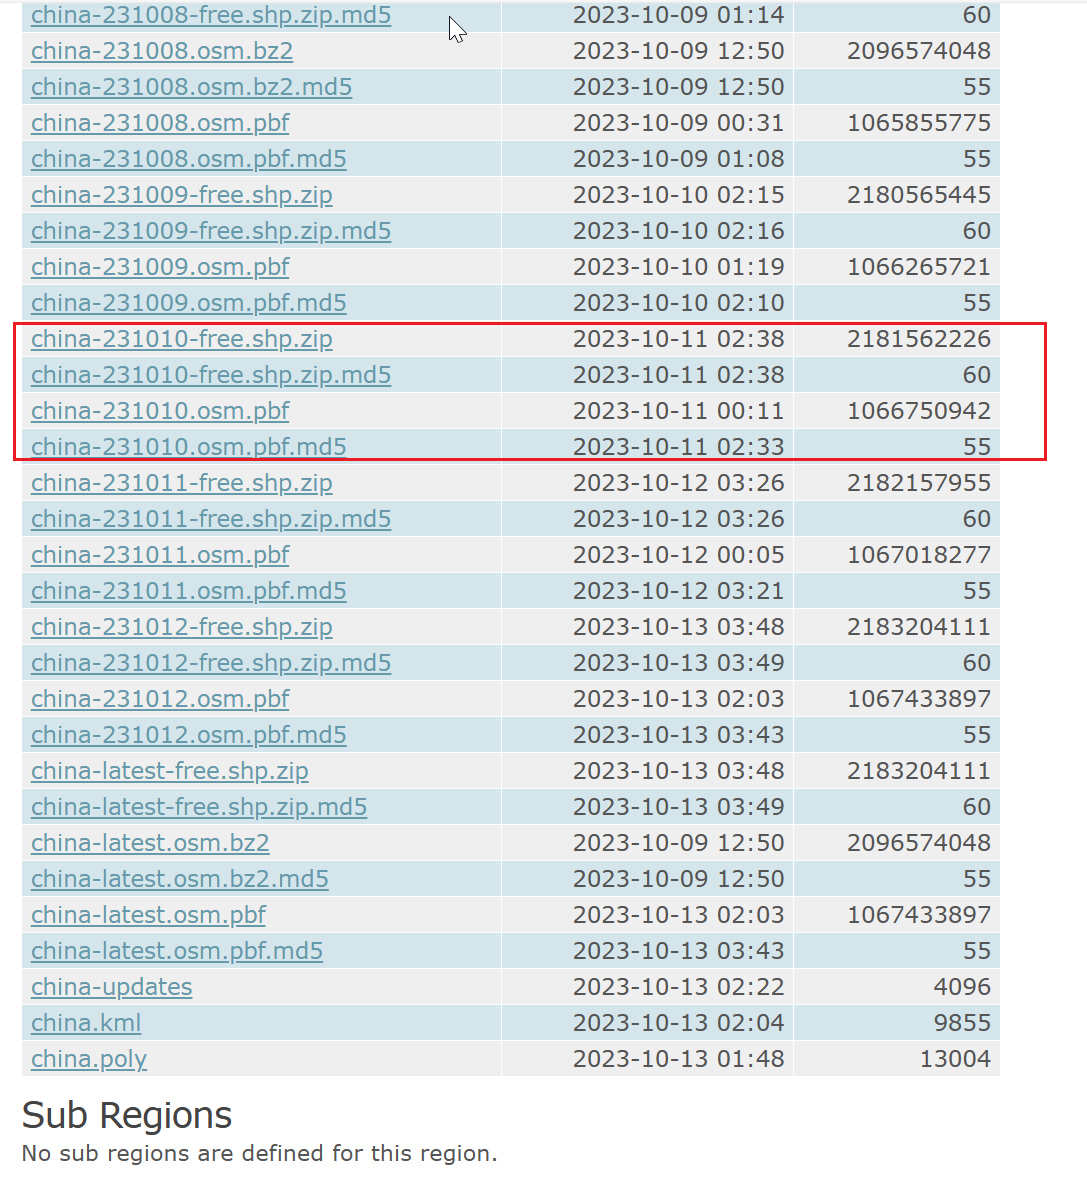 china-231008-free.shp.zip.md5 2023-10-09 01:14 60
china-231008.osm.bz2 2023-10-09 12:50 2096574048
china-231008.osm.bz2.md5 2023-10-09 12:50 55
china-231008.osm.pbf 2023-10-09 00:31 1065855775
china-231008.osm.pbf.md5 2023-10-09 01:08 55
china-231009-free.shp.zip 2023-10-10 02:15 2180565445
china-231009-free.shp.zip.md5 2023-10-10 02:16 60
china-231009.osm.pbf 2023-10-10 01:19 1066265721
china-231009.osm.pbf.md5 2023-10-10 02:10 55
china-231010-free.shp.zip 2023-10-11 02:38 2181562226
china-231010-free.shp.zip.md5 2023-10-11 02:38 60
china-231010.osm.pbf 2023-10-11 00:11 1066750942
china-231010.osm.pbf.md5 2023-10-11 02:33 55
china-231011-free.shp.zip 2023-10-12 03:26 2182157955
china-231011-free.shp.zip.md5 2023-10-12 03:26 60
china-231011.osm.pbf 2023-10-12 00:05 1067018277
china-231011.osm.pbf.md5 2023-10-12 03:21 55
china-231012-free.shp.zip 2023-10-13 03:48 2183204111
china-231012-free.shp.zip.md5 2023-10-13 03:49 60
china-231012.osm.pbf 2023-10-13 02:03 1067433897
china-231012.osm.pbf.md5 2023-10-13 03:43 55
china-latest-free.shp.zip 2023-10-13 03:48 2183204111
china-latest-free.shp.zip.md5 2023-10-13 03:49 60
china-latest.osm.bz2 2023-10-09 12:50 2096574048
china-latest.osm.bz2.md5 2023-10-09 12:50 55
china-latest.osm.pbf 2023-10-13 02:03 1067433897
china-latest.osm.pbf.md5 2023-10-13 03:43 55
china-updates 2023-10-13 02:22 4096
china.kml 2023-10-13 02:04 9855
china.poly 2023-10-13 01:48 13004
Sub Regions
No sub regions are defined for this region.